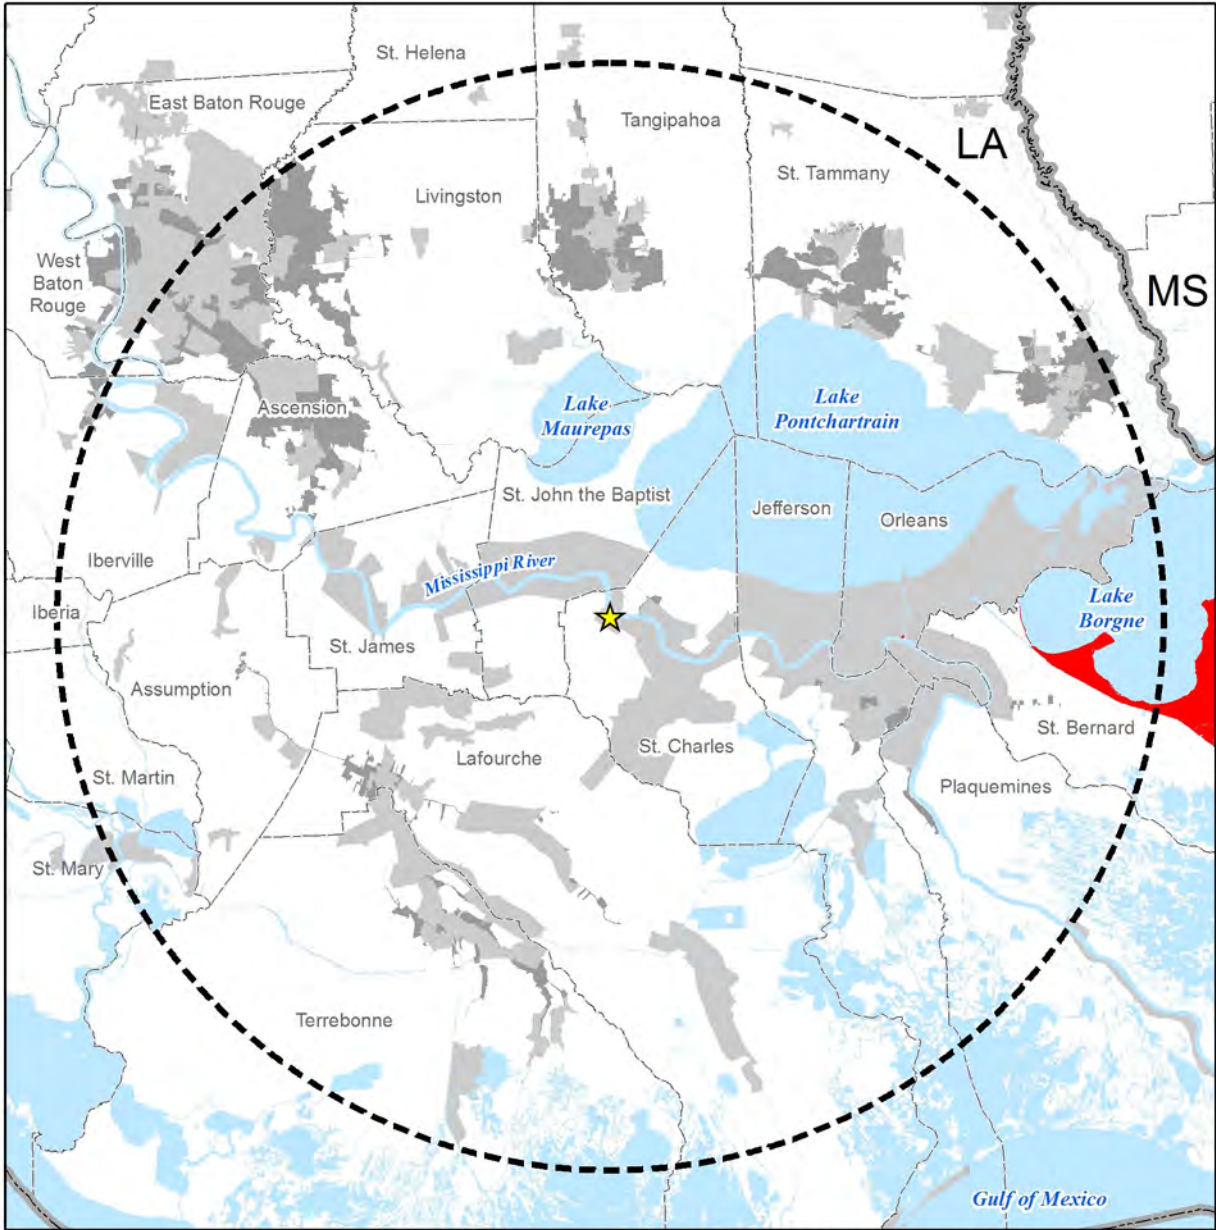 St. Helena
East Baton Rouge
Tangipahoa
LA
St. Tammany
Livingston
West
Baton
Rouge
MS
Lake
Maurepas
Lake
Pontchartrain
Ascension
St. John the Baptist
Jefferson
Orleans
Iberville
Mississippi River
Iberia
Lake
Borgne
St. James
Assumption
St. Bernard
St. Charles
Lafourche
St. Martin
Plaquemines
St. Mary
Terrebonne
Gulf of Mexico